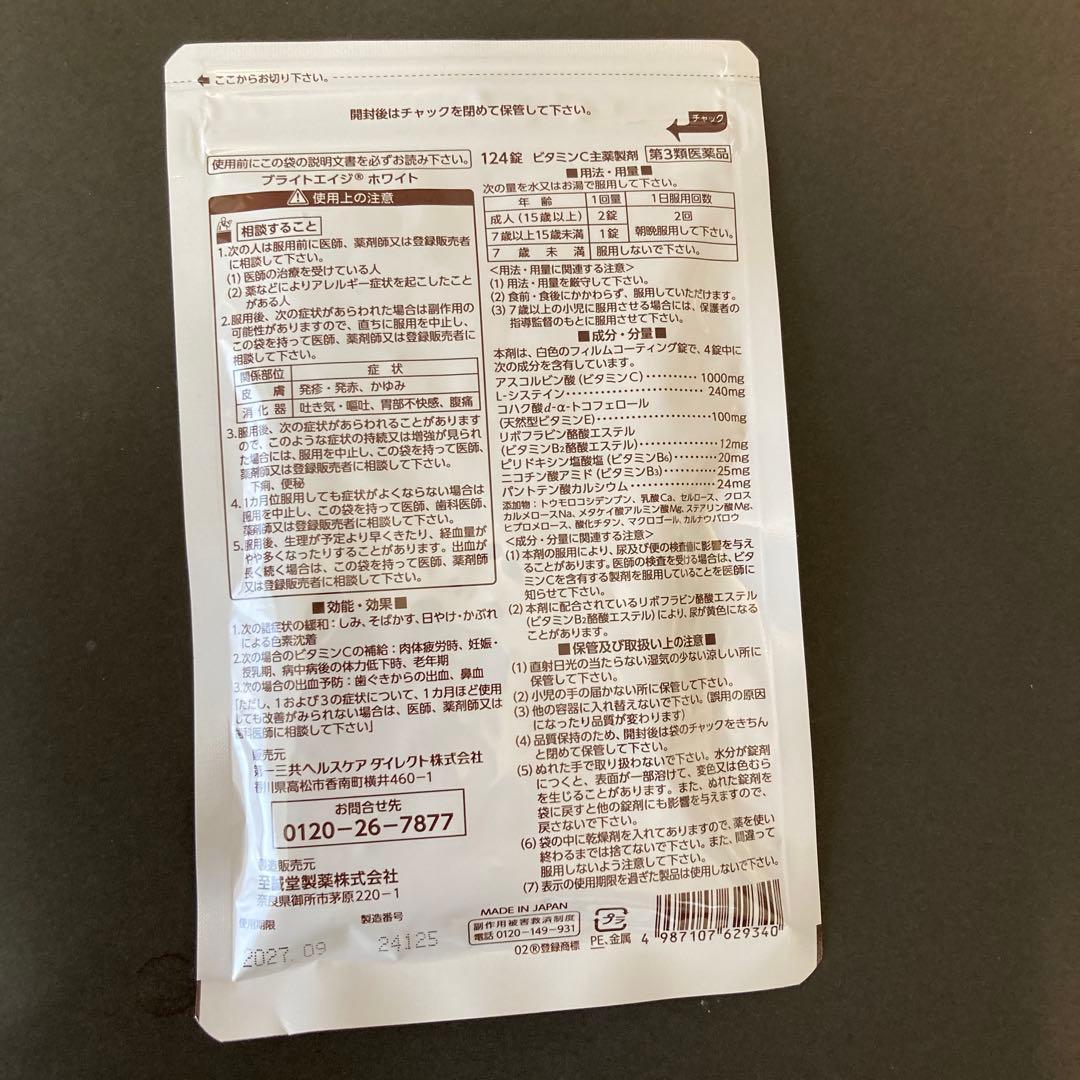 ここからお切り下さい。
開封後はチャックを閉めて保管して下さい。
チャック
使用前にこの袋の説明文書を必ずお読み下さい。
ブライトエイジ® ホワイト
使用上の注意
相談すること
1.次の人は服用前に医師、薬剤師又は登録販売者
に相談して下さい。
(1) 医師の治療を受けている人
(2) 薬などによりアレルギー症状を起こしたこと
がある人
2.服用後、次の症状があらわれた場合は副作用の
可能性がありますので、直ちに服用を中止し、
この袋を持って医師、薬剤師又は登録販売者に
相談して下さい。
関係部位 症状
皮膚 発疹・発赤、かゆみ
消化器 吐き気・嘔吐、胃部不快感、腹痛
3.服用後、次の症状があらわれることがあります
ので、このような症状の持続又は増強が見られ
た場合には、服用を中止し、この袋を持って医師、
薬剤師又は登録販売者に相談して下さい。
下痢、便秘
4.1カ月位服用しても症状がよくならない場合は
服用を中止し、この袋を持って医師、歯科医師、
薬剤師又は登録販売者に相談して下さい。
5.服用後、生理が予定より早くきたり、経血量が
やや多くなったりすることがあります。出血が
長く続く場合は、この袋を持って医師、薬剤師
又は登録販売者に相談して下さい。
■効能・効果■
1.次の諸症状の緩和：しみ、そばかす、日やけ・かぶれ
による色素沈着
2.次の場合のビタミンCの補給：肉体疲労時、妊娠・
授乳期、病中病後の体力低下時、老年期
3.次の場合の出血予防：歯ぐきからの出血、鼻血
「ただし、1および3の症状について、1カ月ほど使用
しても改善がみられない場合は、医師、薬剤師又は
歯科医師に相談して下さい」
販売元
第一三共ヘルスケア ダイレクト株式会社
香川県高松市香南町横井460-1
お問合せ先
0120-26-7877
製造販売元
至誠堂製薬株式会社
奈良県御所市茅原220-1
使用期限 製造番号
2027.09 24125
124錠 ビタミンC主薬製剤 第3類医薬品
■用法・用量■
次の量を水又はお湯で服用して下さい。
年齢 1回量 1日服用回数
成人(15歳以上) 2錠 2回
7歳以上15歳未満 1錠 朝晩服用して下さい。
7歳未満 服用しないで下さい。
<用法・用量に関連する注意>
(1) 用法・用量を厳守して下さい。
(2) 食前・食後にかかわらず、服用していただけます。
(3) 7歳以上の小児に服用させる場合には、保護者の
指導監督のもとに服用させて下さい。
■成分・分量■
本剤は、白色のフィルムコーティング錠で、4錠中に
次の成分を含有しています。
アスコルビン酸(ビタミンC)・・・・・・・・・・1000mg
L-システイン・・・・・・・・・・・・・・・・240mg
コハク酸d-α-トコフェロール
(天然型ビタミンE)・・・・・・・・・・・・・100mg
リボフラビン酪酸エステル
(ビタミンB2酪酸エステル)・・・・・・・・・・12mg
ピリドキシン塩酸塩(ビタミンB6)・・・・・・・・20mg
ニコチン酸アミド(ビタミンB3)・・・・・・・・・25mg
パントテン酸カルシウム・・・・・・・・・・・・24mg
添加物：トウモロコシデンプン、乳酸Ca、セルロース、クロス
カルメロースNa、メタケイ酸アルミン酸Mg、ステアリン酸Mg、
ヒプロメロース、酸化チタン、マクロゴール、カルナウバロウ
<成分・分量に関連する注意>
(1) 本剤の服用により、尿及び便の検査値に影響を与え
ることがあります。医師の検査を受ける場合は、ビタ
ミンCを含有する製剤を服用していることを医師に
知らせて下さい。
(2) 本剤に配合されているリボフラビン酪酸エステル
(ビタミンB2酪酸エステル)により、尿が黄色になる
ことがあります。
■保管及び取扱い上の注意■
(1) 直射日光の当たらない湿気の少ない涼しい所に
保管して下さい。
(2) 小児の手の届かない所に保管して下さい。
(3) 他の容器に入れ替えないで下さい。(誤用の原因
になったり品質が変わります)
(4) 品質保持のため、開封後は袋のチャックをきちん
と閉めて保管して下さい。
(5) ぬれた手で取り扱わないで下さい。水分が錠剤
につくと、表面が一部溶けて、変色又は色むら
を生じることがあります。また、ぬれた錠剤を
袋に戻すと他の錠剤にも影響を与えますので、
戻さないで下さい。
(6) 袋の中に乾燥剤を入れてありますので、薬を使い
終わるまでは捨てないで下さい。また、間違って
服用しないよう注意して下さい。
(7) 表示の使用期限を過ぎた製品は使用しないで下さい。
MADE IN JAPAN
副作用被害救済制度
電話 0120-149-931
02 ®登録商標
プラ
PE、金属
4 987107 629340